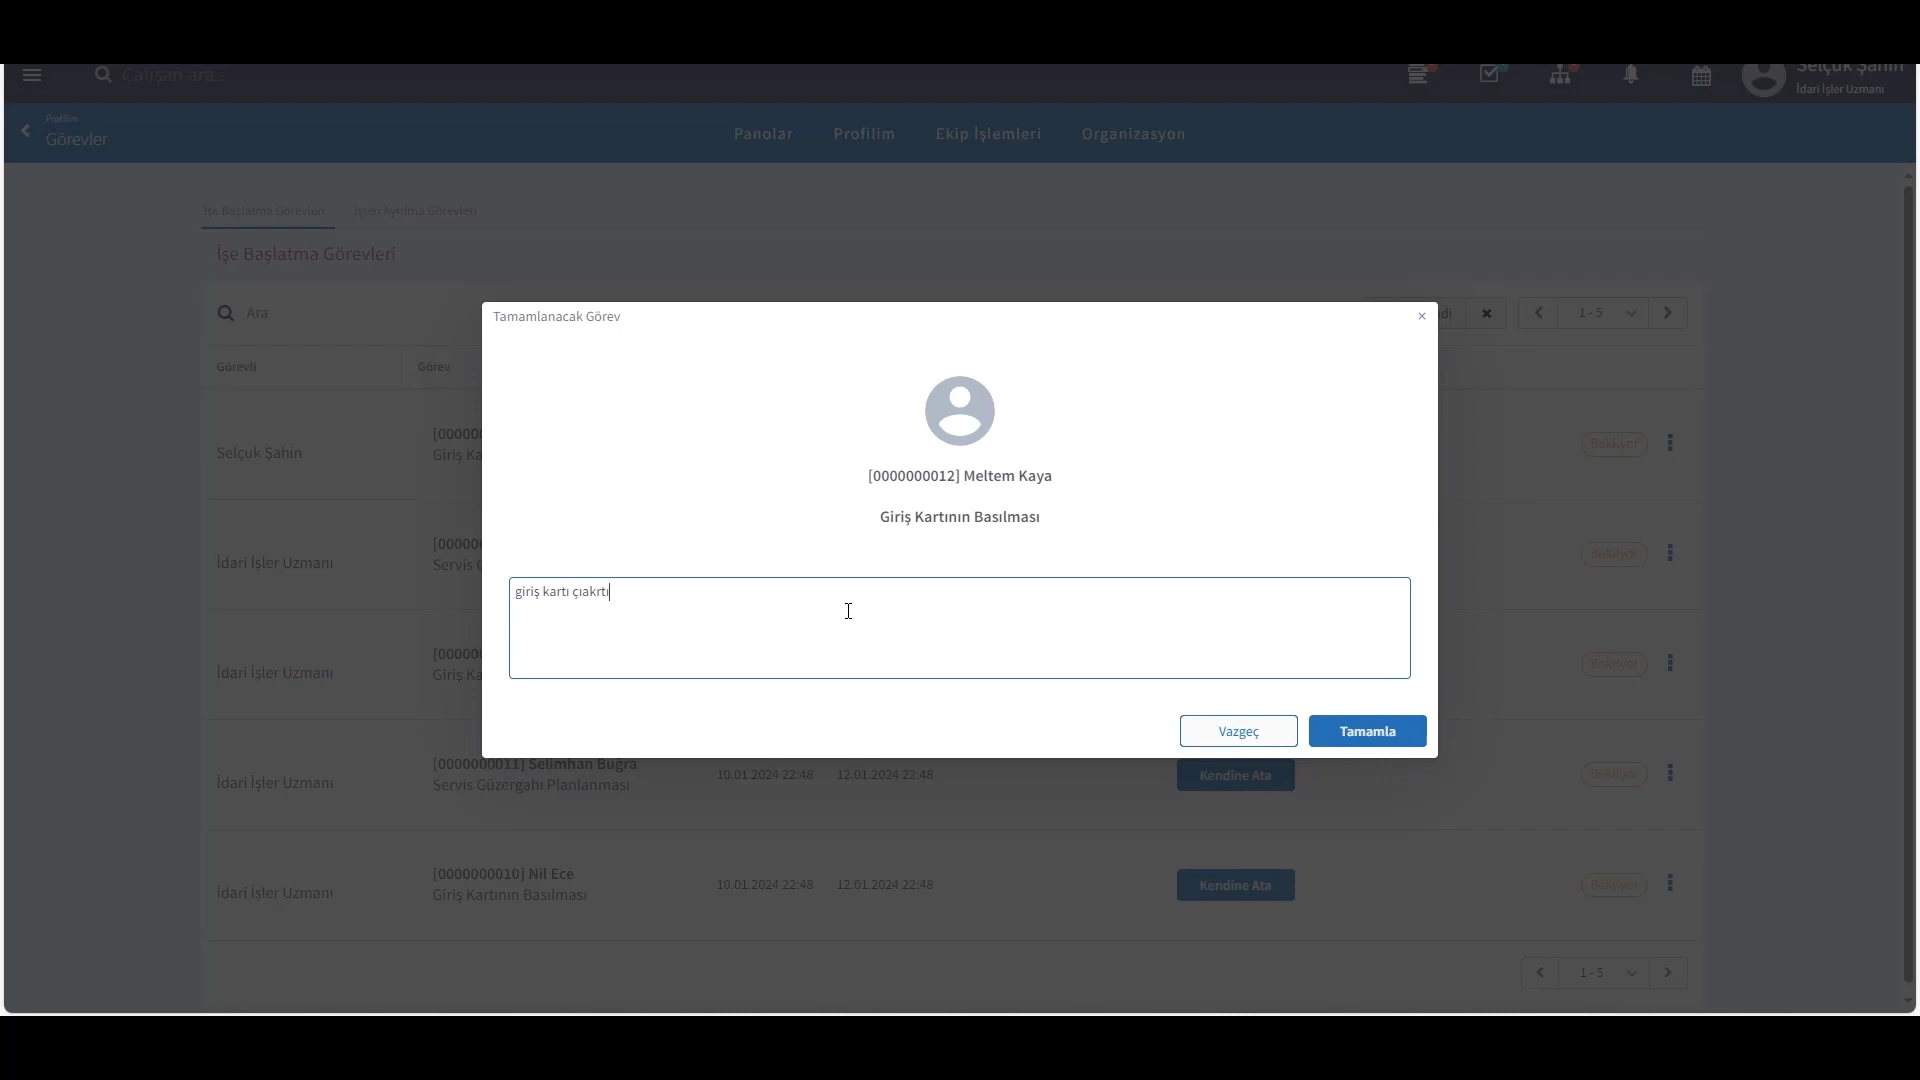 Çalışan ara...
Selçuk Şahin
İdari İşler Uzmanı
Profilim
Görevler
Panolar
Profilim
Ekip İşlemleri
Organizasyon
İşe Başlatma Görevleri
İşten Ayrılma Görevleri
İşe Başlatma Görevleri
Ara
1 - 5
Görevli
Görev
Selçuk Şahin
[00000
Giriş Ka
Bekliyor
İdari İşler Uzmanı
[00000
Servis
Bekliyor
İdari İşler Uzmanı
[00000
Giriş Ka
Bekliyor
Tamamlanacak Görev
×
[0000000012] Meltem Kaya
Giriş Kartının Basılması
giriş kartı çıakrtı
Vazgeç
Tamamla
İdari İşler Uzmanı
[0000000011] Selimhan Buğra
Servis Güzergahı Planlanması
10.01.2024 22:48
12.01.2024 22:48
Kendine Ata
Bekliyor
İdari İşler Uzmanı
[0000000010] Nil Ece
Giriş Kartının Basılması
10.01.2024 22:48
12.01.2024 22:48
Kendine Ata
Bekliyor
1 - 5